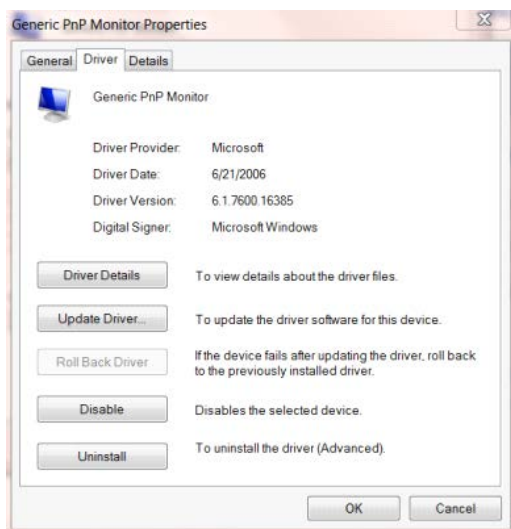 Generic PnP Monitor Properties
General Driver Details
Generic PnP Monitor
Driver Provider: Microsoft
Driver Date: 6/21/2006
Driver Version: 6.1.7600.16385
Digital Signer: Microsoft Windows
Driver Details To view details about the driver files.
Update Driver... To update the driver software for this device.
Roll Back Driver If the device fails after updating the driver, roll back
to the previously installed driver.
Disable Disables the selected device.
Uninstall To uninstall the driver (Advanced).
OK Cancel